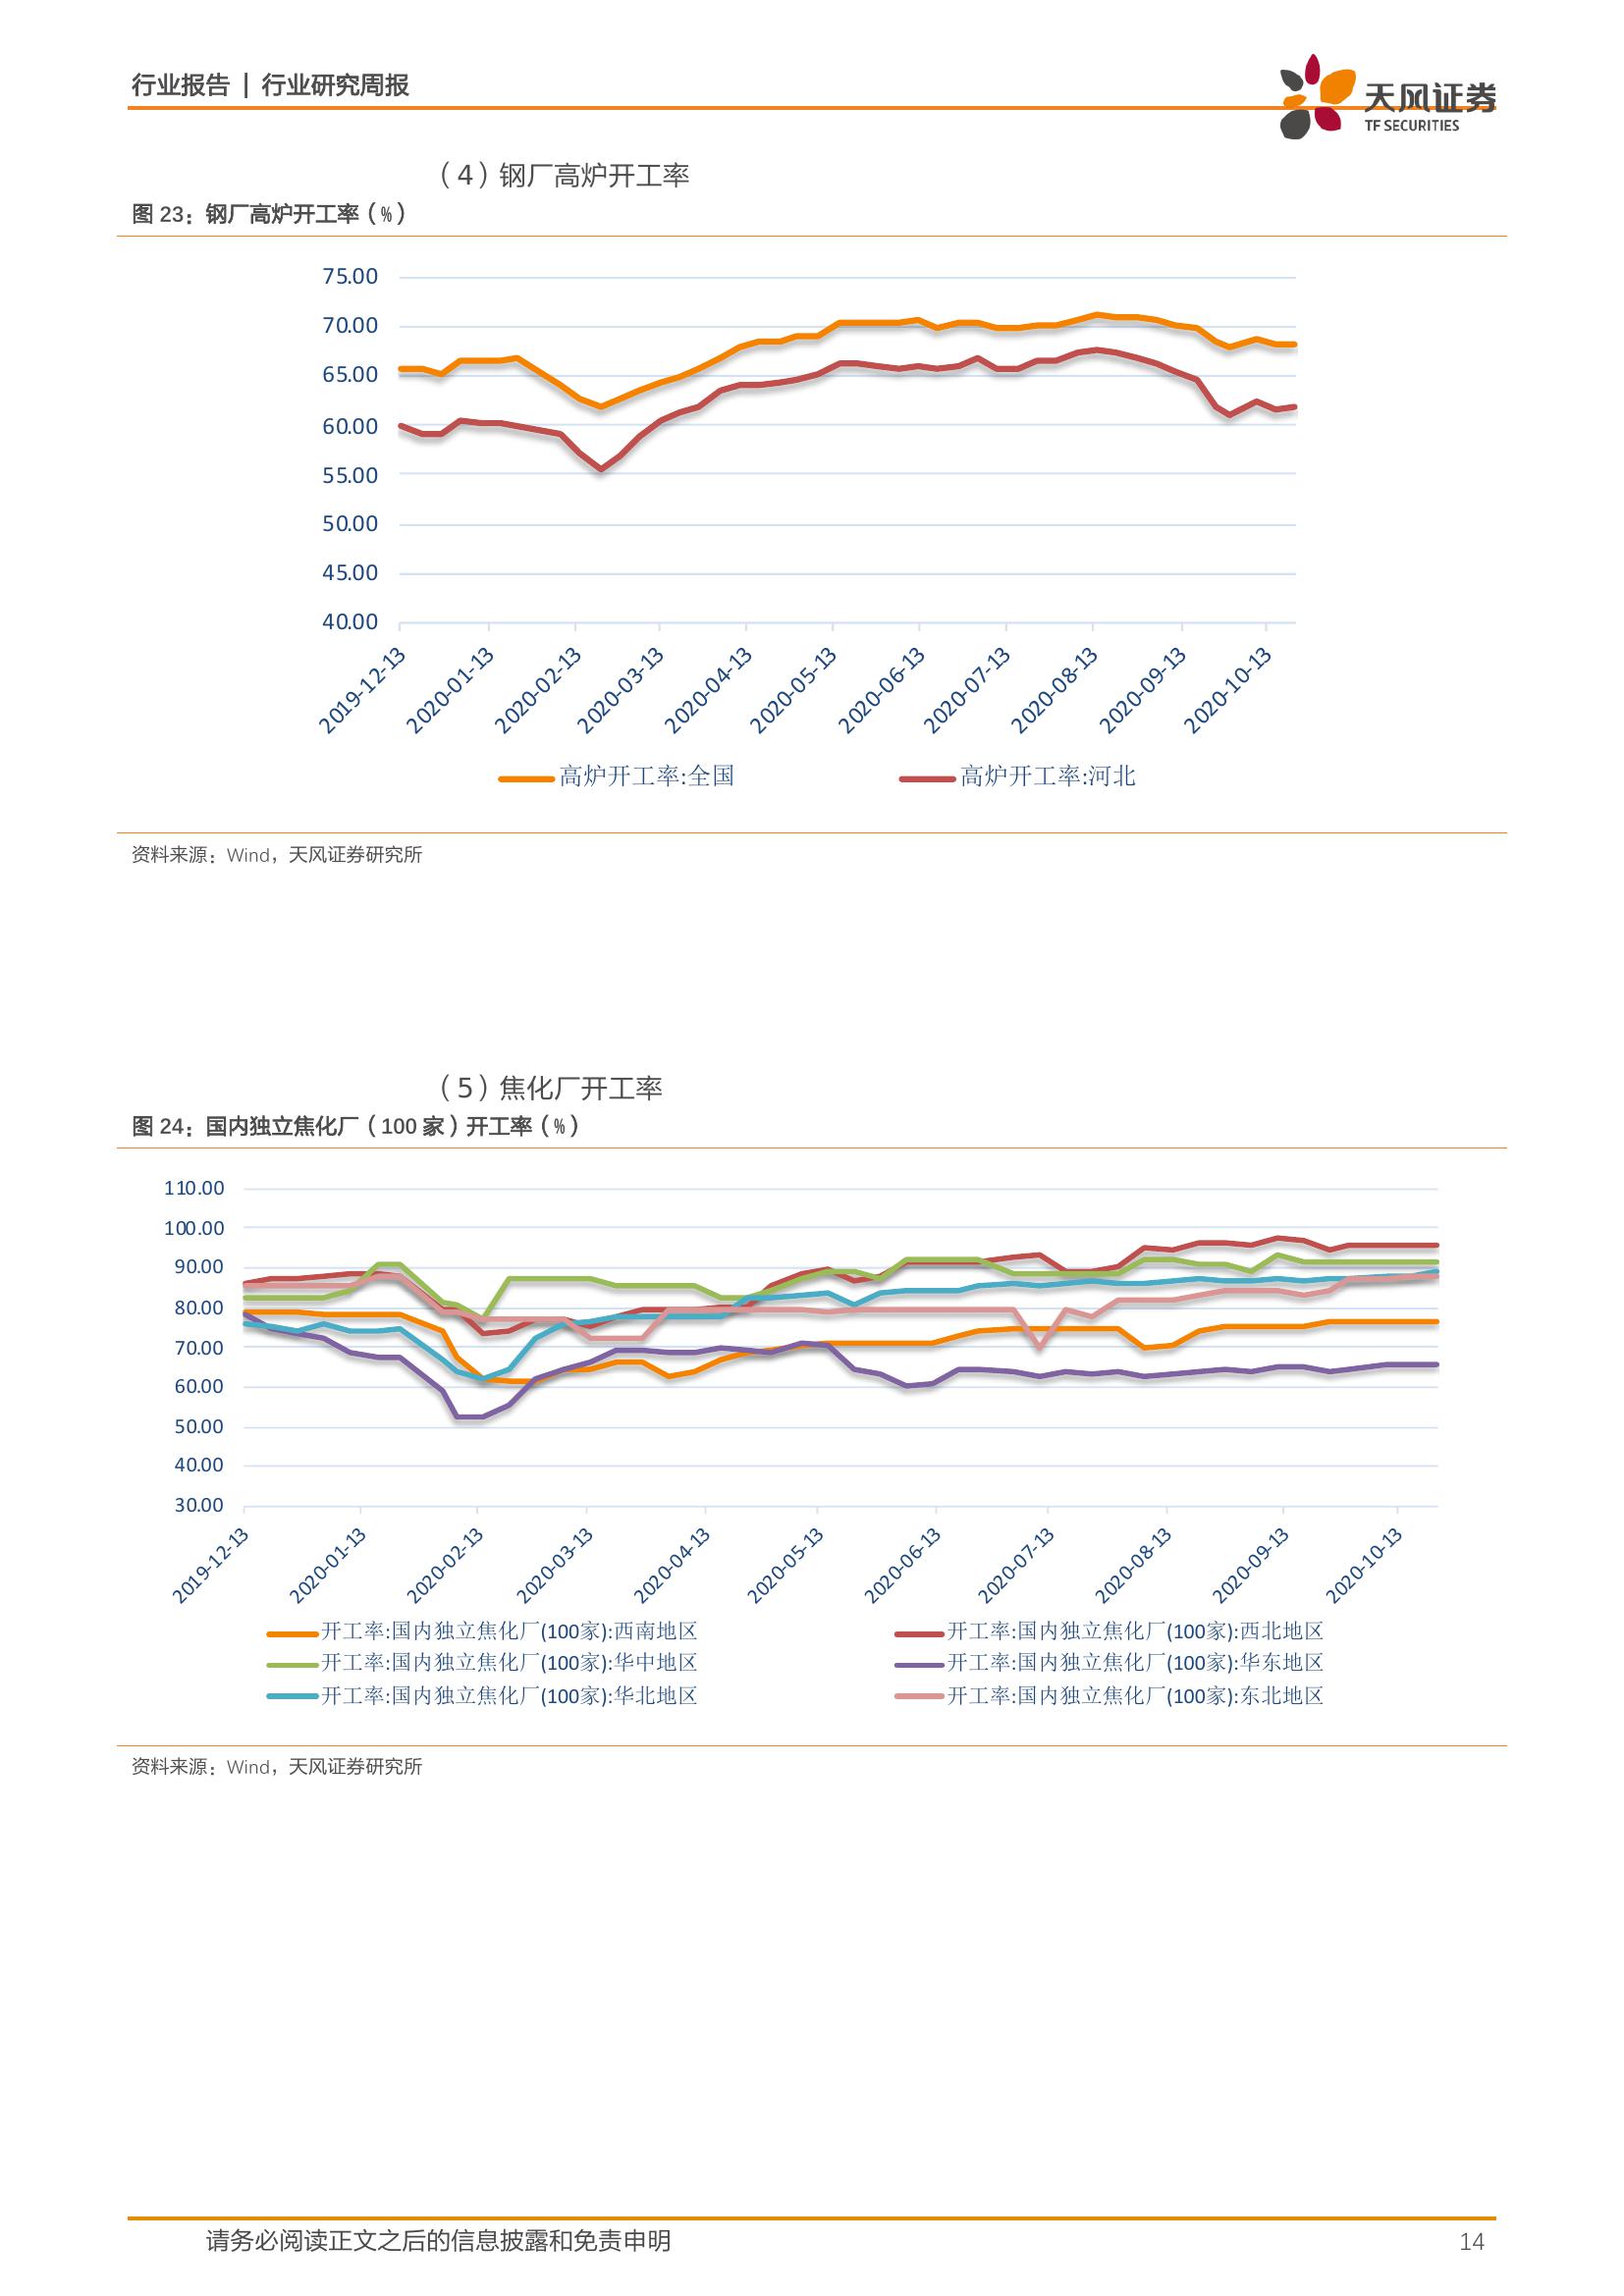 行业报告 | 行业研究周报
天风证券
TF SECURITIES
（4）钢厂高炉开工率
图 23：钢厂高炉开工率（%）
75.00
70.00
65.00
60.00
55.00
50.00
45.00
40.00
2019-12-13
2020-01-13
2020-02-13
2020-03-13
2020-04-13
2020-05-13
2020-06-13
2020-07-13
2020-08-13
2020-09-13
2020-10-13
高炉开工率:全国
高炉开工率:河北
资料来源：Wind，天风证券研究所
（5）焦化厂开工率
图 24：国内独立焦化厂（100 家）开工率（%）
110.00
100.00
90.00
80.00
70.00
60.00
50.00
40.00
30.00
2019-12-13
2020-01-13
2020-02-13
2020-03-13
2020-04-13
2020-05-13
2020-06-13
2020-07-13
2020-08-13
2020-09-13
2020-10-13
开工率:国内独立焦化厂(100家):西南地区
开工率:国内独立焦化厂(100家):西北地区
开工率:国内独立焦化厂(100家):华中地区
开工率:国内独立焦化厂(100家):华东地区
开工率:国内独立焦化厂(100家):华北地区
开工率:国内独立焦化厂(100家):东北地区
资料来源：Wind，天风证券研究所
请务必阅读正文之后的信息披露和免责申明
14